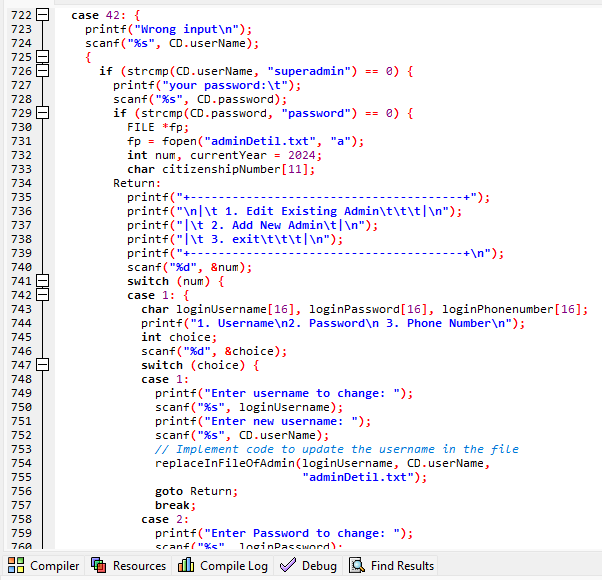 722 case 42: {
723 printf("Wrong input\n");
724 scanf("%s", CD.userName);
725 {
726 if (strcmp(CD.userName, "superadmin") == 0) {
727 printf("your password:\t");
728 scanf("%s", CD.password);
729 if (strcmp(CD.password, "password") == 0) {
730 FILE *fp;
731 fp = fopen("adminDetil.txt", "a");
732 int num, currentYear = 2024;
733 char citizenshipNumber[11];
734 Return:
735 printf("+---------------------------------------+");
736 printf("\n|\t 1. Edit Existing Admin\t\t\t|\n");
737 printf("|\t 2. Add New Admin\t|\n");
738 printf("|\t 3. exit\t\t\t|\n");
739 printf("+---------------------------------------+\n");
740 scanf("%d", &num);
741 switch (num) {
742 case 1: {
743 char loginUsername[16], loginPassword[16], loginPhonenumber[16];
744 printf("1. Username\n2. Password\n 3. Phone Number\n");
745 int choice;
746 scanf("%d", &choice);
747 switch (choice) {
748 case 1:
749 printf("Enter username to change: ");
750 scanf("%s", loginUsername);
751 printf("Enter new username: ");
752 scanf("%s", CD.userName);
753 // Implement code to update the username in the file
754 replaceInFileOfAdmin(loginUsername, CD.userName,
755 "adminDetil.txt");
756 goto Return;
757 break;
758 case 2:
759 printf("Enter Password to change: ");
760 scanf("%s", loginPassword);
Compiler Resources Compile Log Debug Find Results